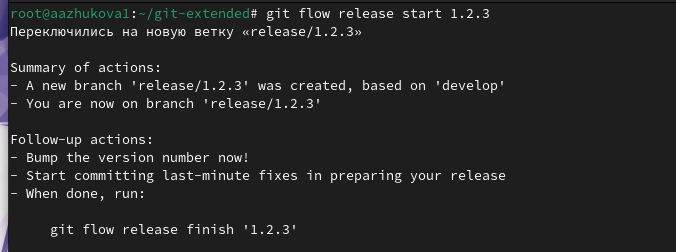 root@aazhukova1:~/git-extended# git flow release start 1.2.3
Переключились на новую ветку «release/1.2.3»
Summary of actions:
- A new branch 'release/1.2.3' was created, based on 'develop'
- You are now on branch 'release/1.2.3'
Follow-up actions:
- Bump the version number now!
- Start committing last-minute fixes in preparing your release
- When done, run:
git flow release finish '1.2.3'